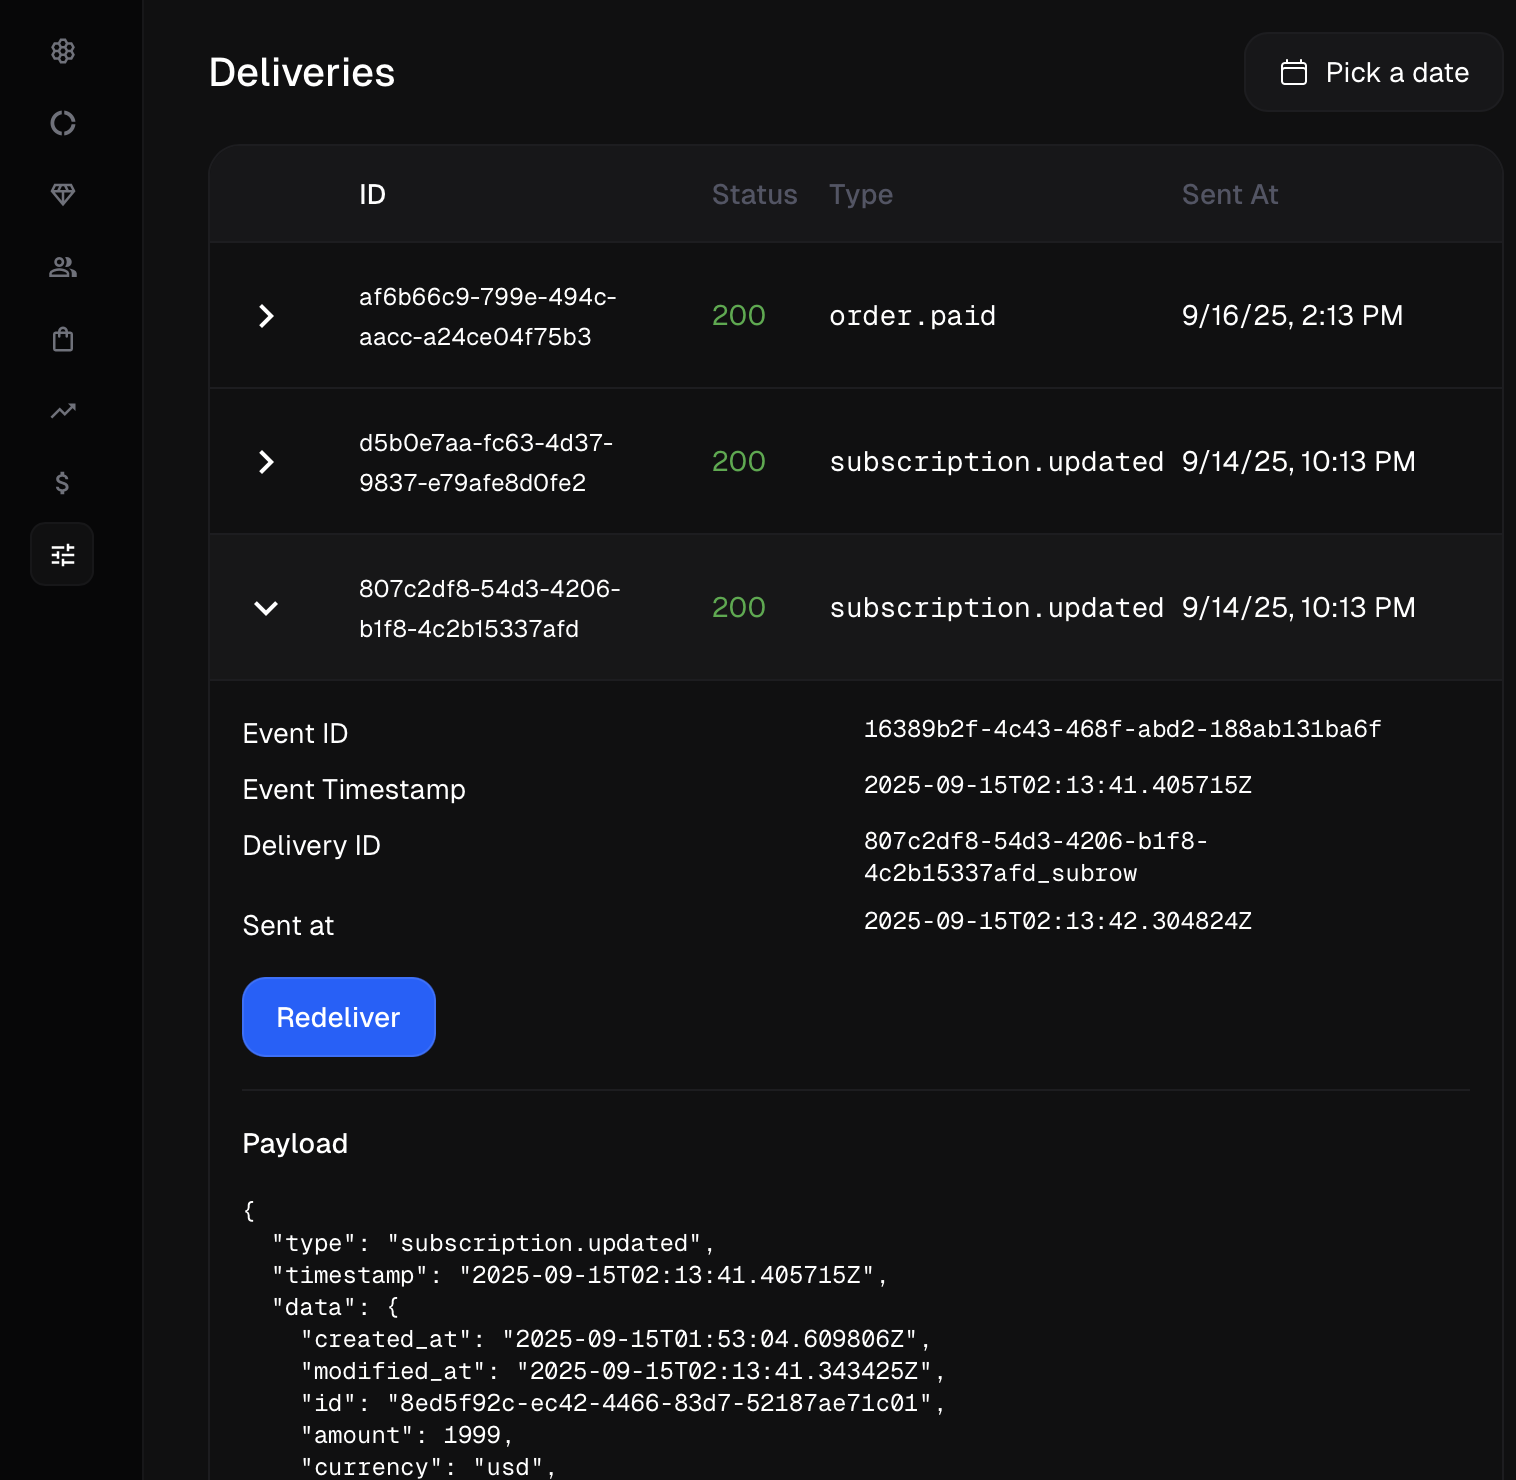 Deliveries
Pick a date
ID Status Type Sent At
af6b66c9-799e-494c-
aacc-a24ce04f75b3
200 order.paid 9/16/25, 2:13 PM
d5b0e7aa-fc63-4d37-
9837-e79afe8d0fe2
200 subscription.updated 9/14/25, 10:13 PM
807c2df8-54d3-4206-
b1f8-4c2b15337afd
200 subscription.updated 9/14/25, 10:13 PM
Event ID 16389b2f-4c43-468f-abd2-188ab131ba6f
Event Timestamp 2025-09-15T02:13:41.405715Z
Delivery ID 807c2df8-54d3-4206-b1f8-
4c2b15337afd_subrow
Sent at 2025-09-15T02:13:42.304824Z
Redeliver
Payload
{
  "type": "subscription.updated",
  "timestamp": "2025-09-15T02:13:41.405715Z",
  "data": {
    "created_at": "2025-09-15T01:53:04.609806Z",
    "modified_at": "2025-09-15T02:13:41.343425Z",
    "id": "8ed5f92c-ec42-4466-83d7-52187ae71c01",
    "amount": 1999,
    "currency": "usd",